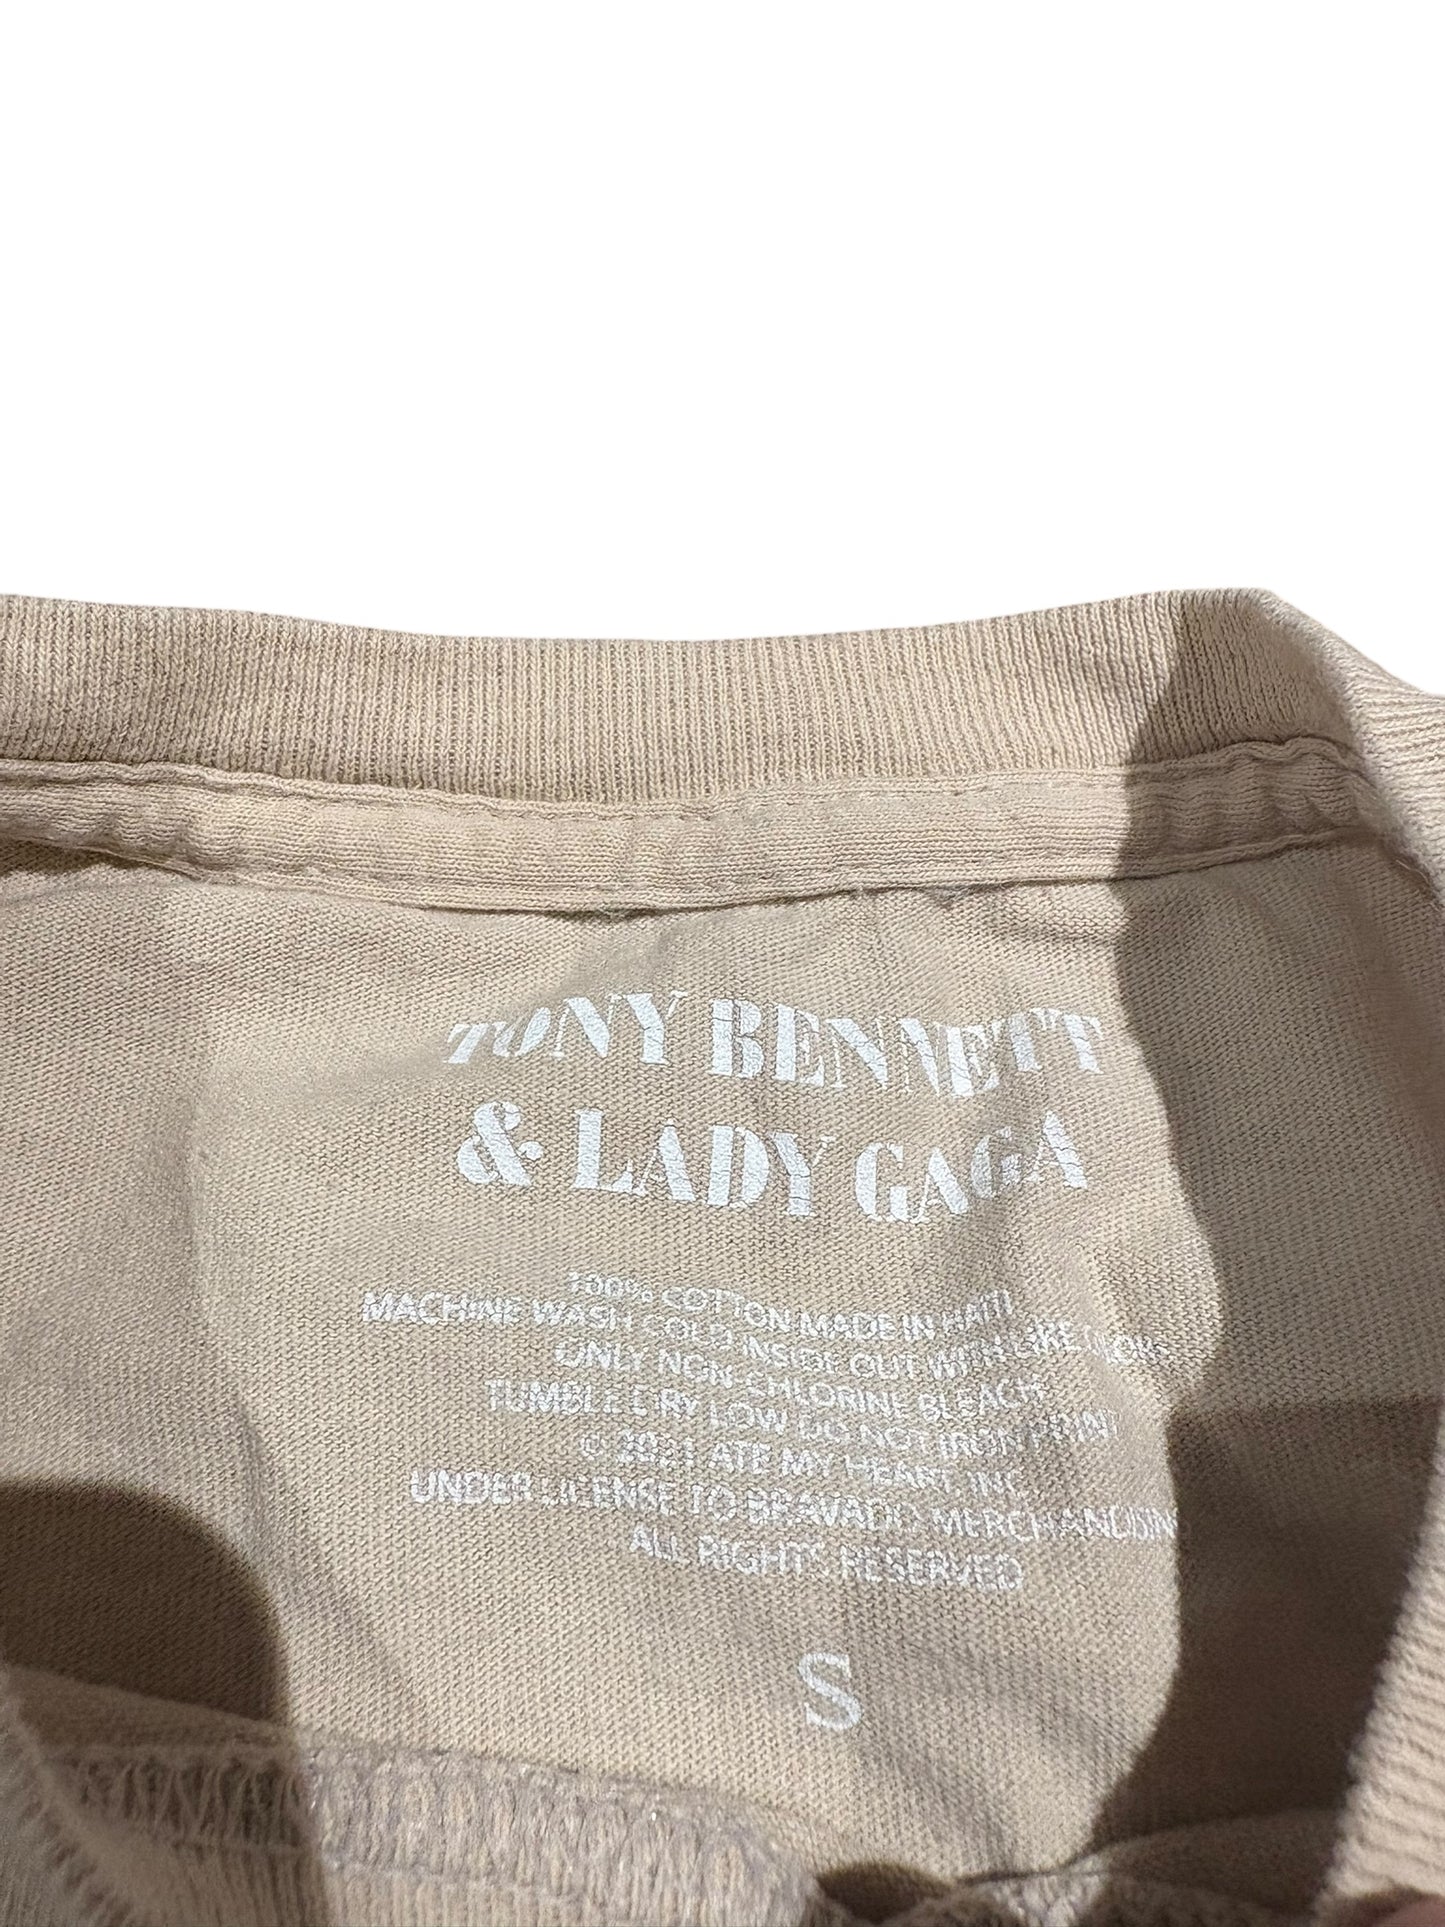 TONY BENNETT
& LADY GAGA
100% COTTON MADE IN HAITI
MACHINE WASH COLD INSIDE OUT WITH LIKE COLORS
ONLY NON-CHLORINE BLEACH
TUMBLE DRY LOW DO NOT IRON PRINT
© 2021 ATE MY HEART INC
UNDER LICENSE TO BRAVADO MERCHANDISING
ALL RIGHTS RESERVED
S